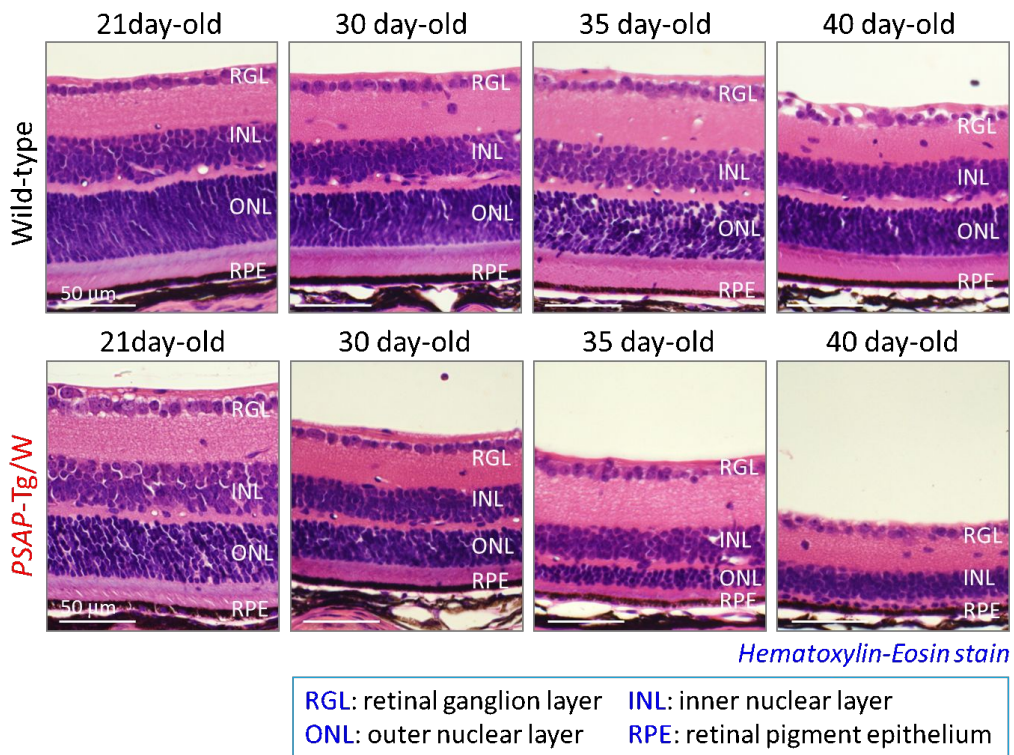 21day-old
30 day-old
35 day-old
40 day-old
Wild-type
RGL
INL
ONL
RPE
50 µm
RGL
INL
ONL
RPE
RGL
INL
ONL
RPE
RGL
INL
ONL
RPE
21day-old
30 day-old
35 day-old
40 day-old
PSAP-Tg/W
RGL
INL
ONL
RPE
50 µm
RGL
INL
ONL
RPE
RGL
INL
ONL
RPE
RGL
INL
RPE
Hematoxylin-Eosin stain
RGL: retinal ganglion layer INL: inner nuclear layer
ONL: outer nuclear layer RPE: retinal pigment epithelium